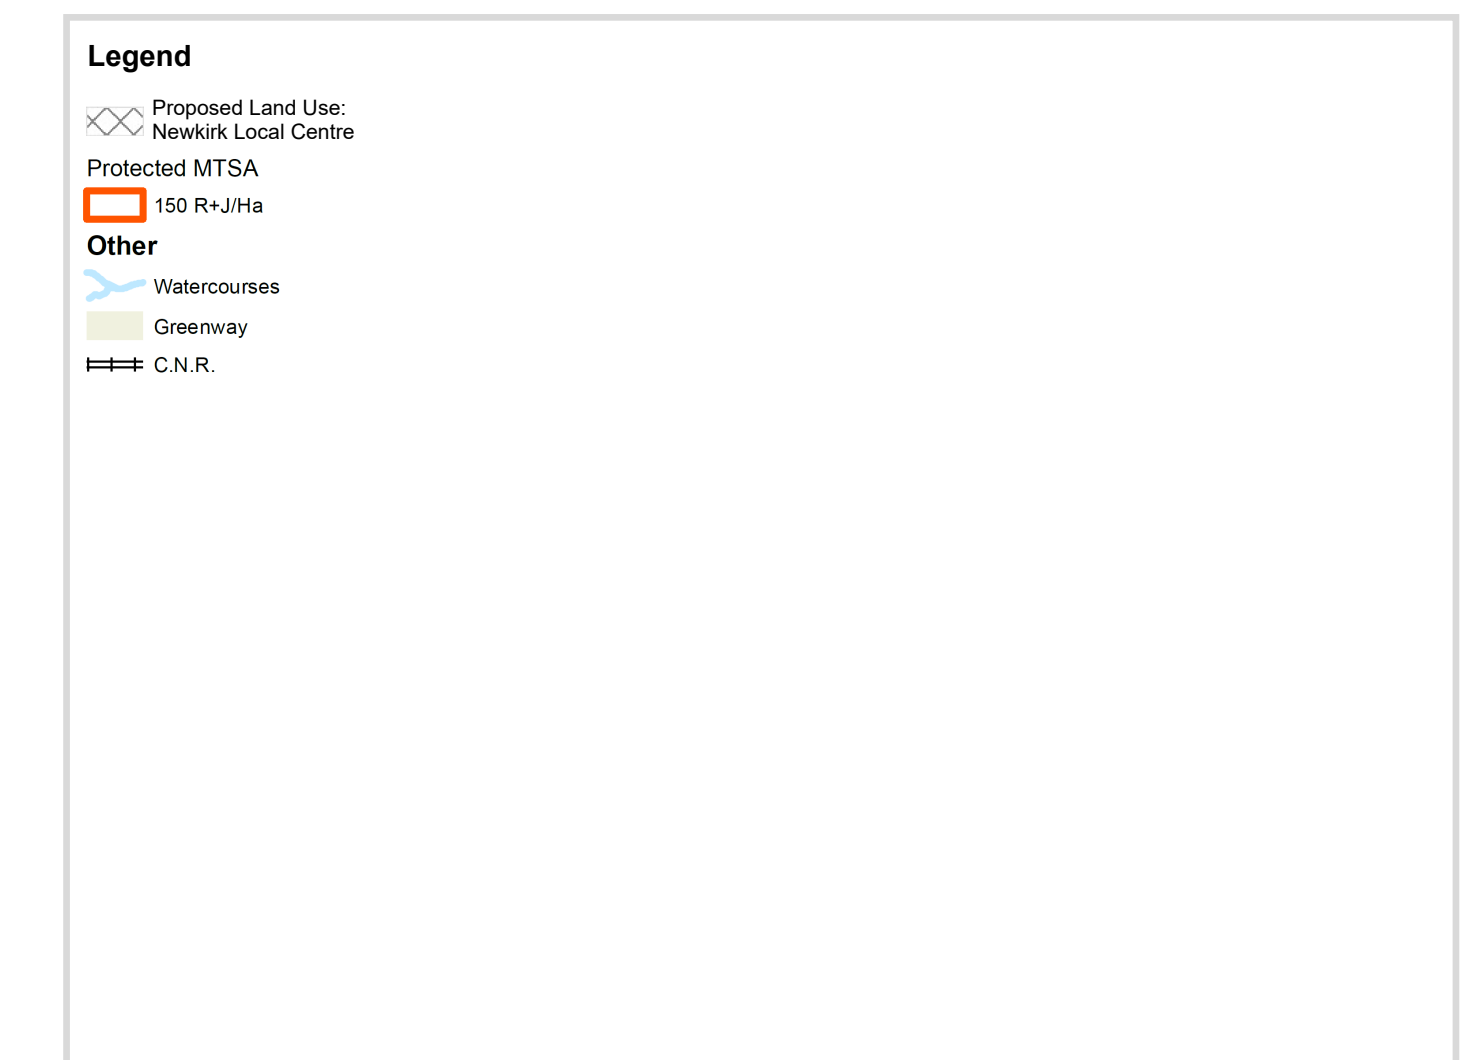 Legend
Proposed Land Use:
Newkirk Local Centre
Protected MTSA
150 R+J/Ha
Other
Watercourses
Greenway
C.N.R.